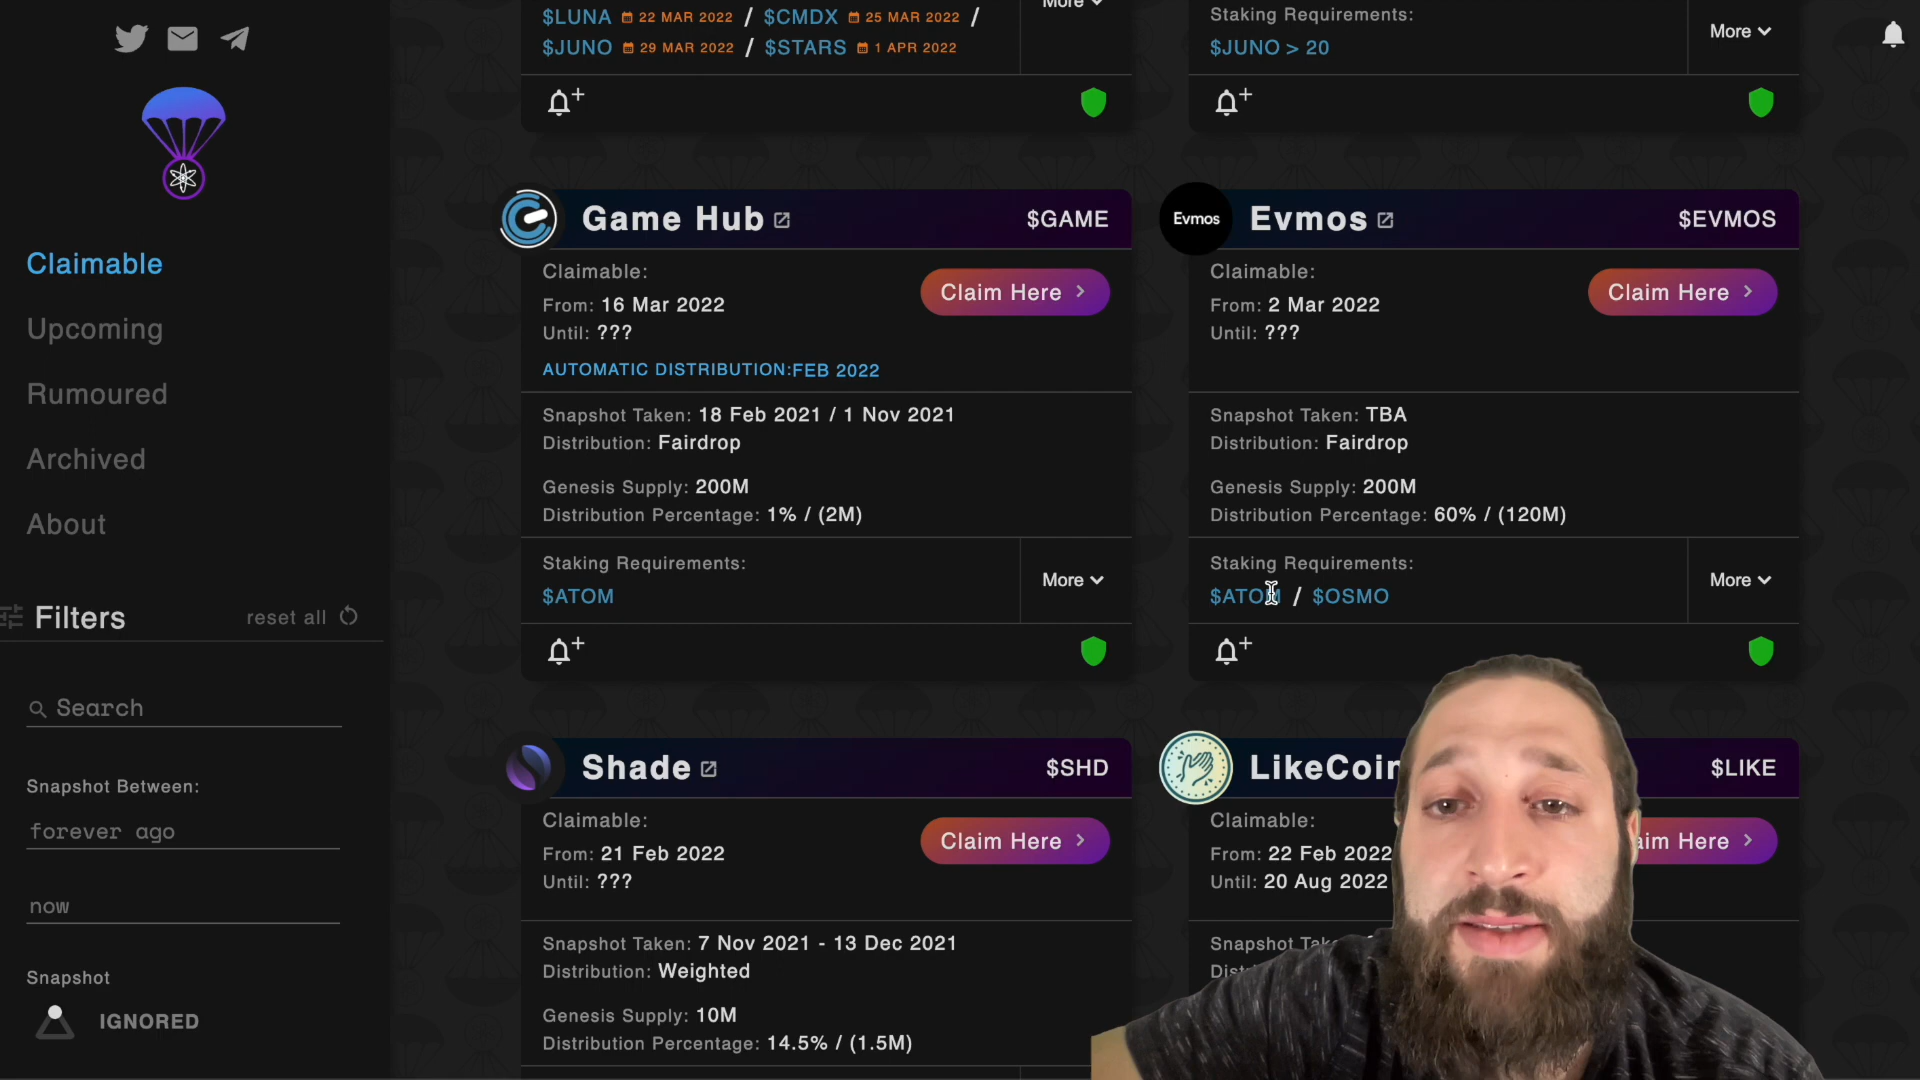 Claimable
Upcoming
Rumoured
Archived
About
Filters
reset all
Search
Snapshot Between:
forever ago
now
Snapshot
IGNORED
$LUNA 22 MAR 2022 / $CMDX 25 MAR 2022 /
$JUNO 29 MAR 2022 / $STARS 1 APR 2022
More
Staking Requirements:
$JUNO > 20
More
Game Hub $GAME
Claimable:
From: 16 Mar 2022
Until: ???
Claim Here
AUTOMATIC DISTRIBUTION:FEB 2022
Snapshot Taken: 18 Feb 2021 / 1 Nov 2021
Distribution: Fairdrop
Genesis Supply: 200M
Distribution Percentage: 1% / (2M)
Staking Requirements:
$ATOM
More
Evmos
Evmos $EVMOS
Claimable:
From: 2 Mar 2022
Until: ???
Claim Here
Snapshot Taken: TBA
Distribution: Fairdrop
Genesis Supply: 200M
Distribution Percentage: 60% / (120M)
Staking Requirements:
$ATOM / $OSMO
More
Shade $SHD
Claimable:
From: 21 Feb 2022
Until: ???
Claim Here
Snapshot Taken: 7 Nov 2021 - 13 Dec 2021
Distribution: Weighted
Genesis Supply: 10M
Distribution Percentage: 14.5% / (1.5M)
LikeCoin $LIKE
Claimable:
From: 22 Feb 2022
Until: 20 Aug 2022
Here
Snapshot